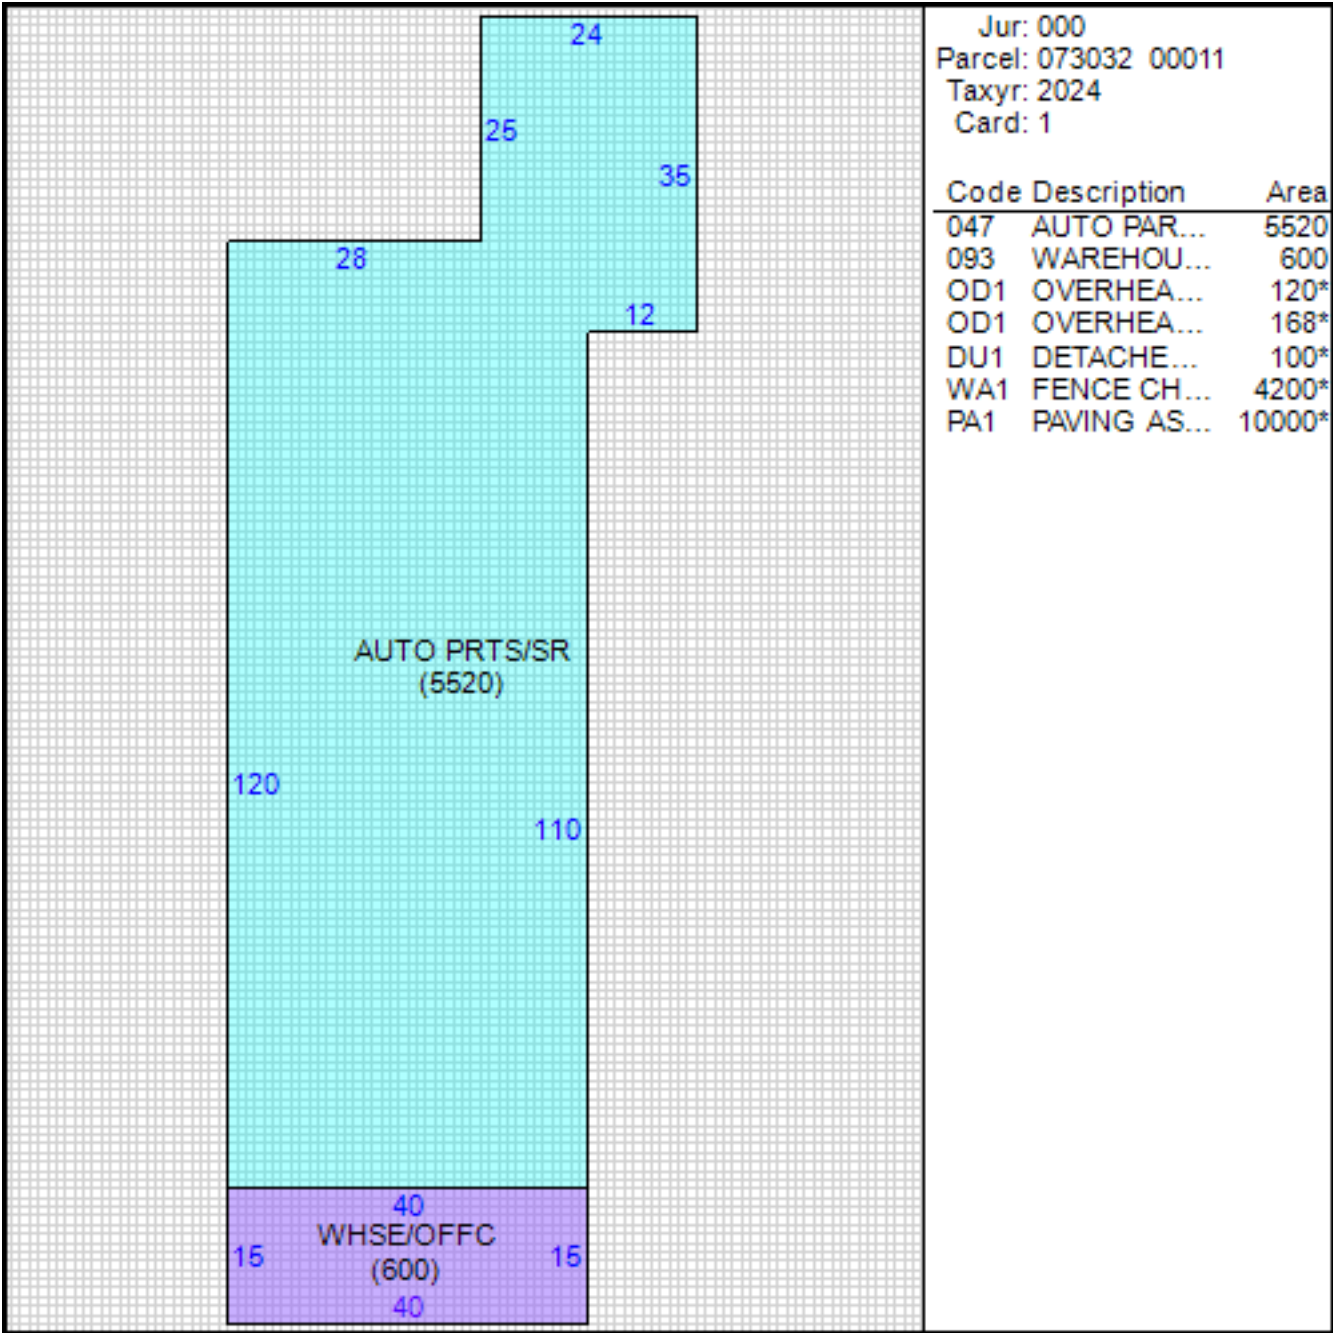 24
25
35
28
12
AUTO PRTS/SR
(5520)
120
110
40
WHSE/OFFC
15
15
(600)
40
Jur: 000
Parcel: 073032 00011
Taxyr: 2024
Card: 1
Code Description Area
047 AUTO PAR... 5520
093 WAREHOU... 600
OD1 OVERHEA... 120*
OD1 OVERHEA... 168*
DU1 DETACHE... 100*
WA1 FENCE CH... 4200*
PA1 PAVING AS... 10000*